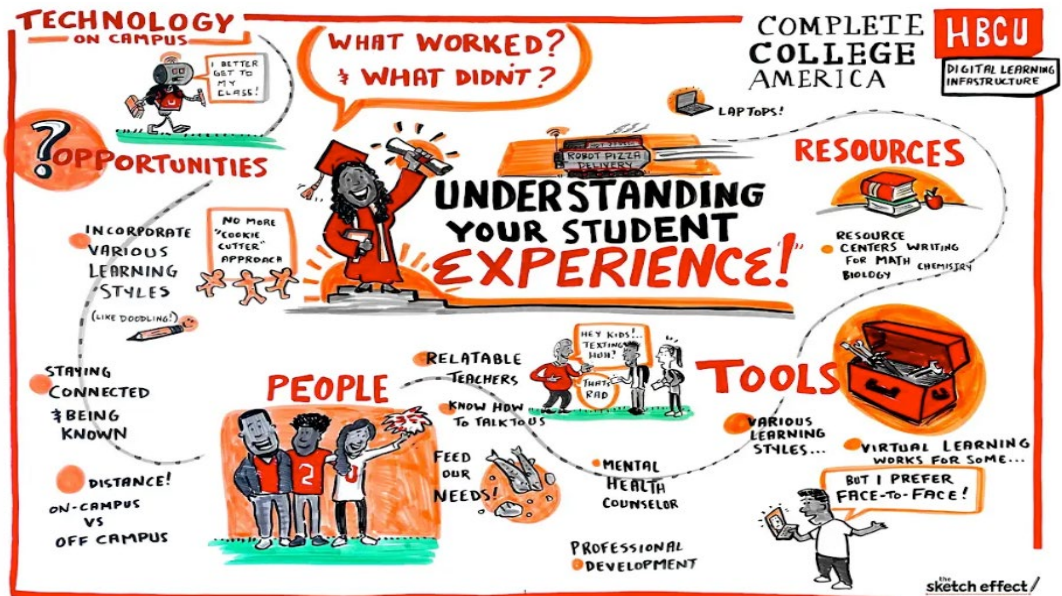 TECHNOLOGY
ON CAMPUS
I BETTER
GET TO
MY
CLASS!
WHAT WORKED?
& WHAT DIDN'T?
COMPLETE
COLLEGE
AMERICA
HBCU
DIGITAL LEARNING
INFASTRUCTURE
LAPTOPS!
ROBOT PIZZA
DELIVERY
UNDERSTANDING
YOUR STUDENT
EXPERIENCE!"
RESOURCES
RESOURCE
CENTERS WRITING
FOR MATH
BIOLOGY CHEMISTRY
?
OPPORTUNITIES
INCORPORATE
VARIOUS
LEARNING
STYLES
(LIKE DOODLING!)
NO MORE
"COOKIE
CUTTER"
APPROACH
STAYING
CONNECTED
& BEING
KNOWN
DISTANCE!
ON-CAMPUS
VS
OFF CAMPUS
PEOPLE
2
U
RELATABLE
TEACHERS
KNOW HOW
TO TALK TO US
FEED
OUR
NEEDS!
HEY KIDS!...
TEXTING
HUH?
THATS
RAD
MENTAL
HEALTH
COUNSELOR
PROFESSIONAL
DEVELOPMENT
TOOLS
VARIOUS
LEARNING
STYLES...
VIRTUAL LEARNING
WORKS FOR SOME...
BUT I PREFER
FACE-TO-FACE!
the
sketch effect